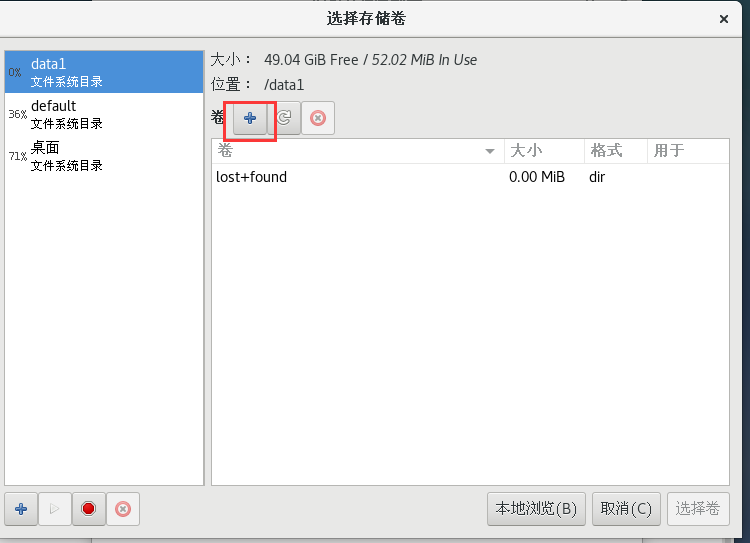 选择存储卷
0%
data1
文件系统目录
36%
default
文件系统目录
71%
桌面
文件系统目录
大小： 49.04 GiB Free / 52.02 MiB In Use
位置： /data1
卷 大小 格式 用于
lost+found 0.00 MiB dir
本地浏览(B) 取消(C) 选择卷